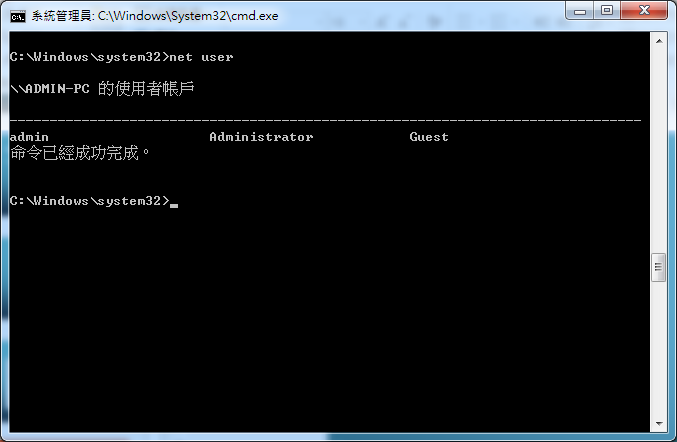 系統管理員: C:\Windows\System32\cmd.exe
C:\Windows\system32>net user
\\ADMIN-PC 的使用者帳戶
-------------------------------------------------------------------------------
admin                    Administrator            Guest
命令已經成功完成。
C:\Windows\system32>